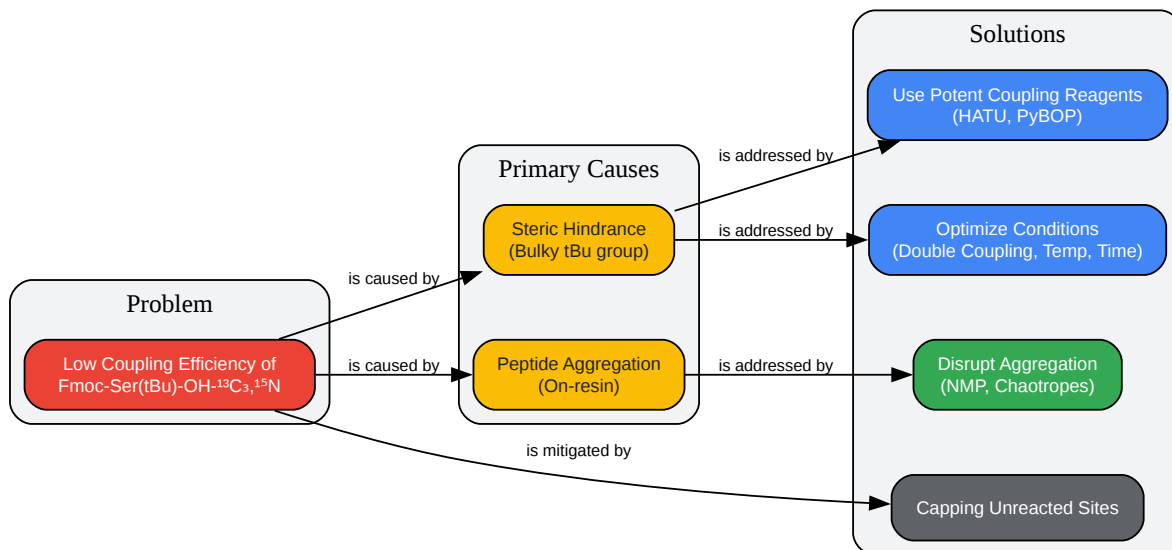 Problem
Low Coupling Efficiency of
Fmoc-Ser(tBu)-OH-¹³C₃,¹⁵N
is caused by
is caused by
is mitigated by
Primary Causes
Steric Hindrance
(Bulky tBu group)
Peptide Aggregation
(On-resin)
is addressed by
is addressed by
is addressed by
Solutions
Use Potent Coupling Reagents
(HATU, PyBOP)
Optimize Conditions
(Double Coupling, Temp, Time)
Disrupt Aggregation
(NMP, Chaotropes)
Capping Unreacted Sites